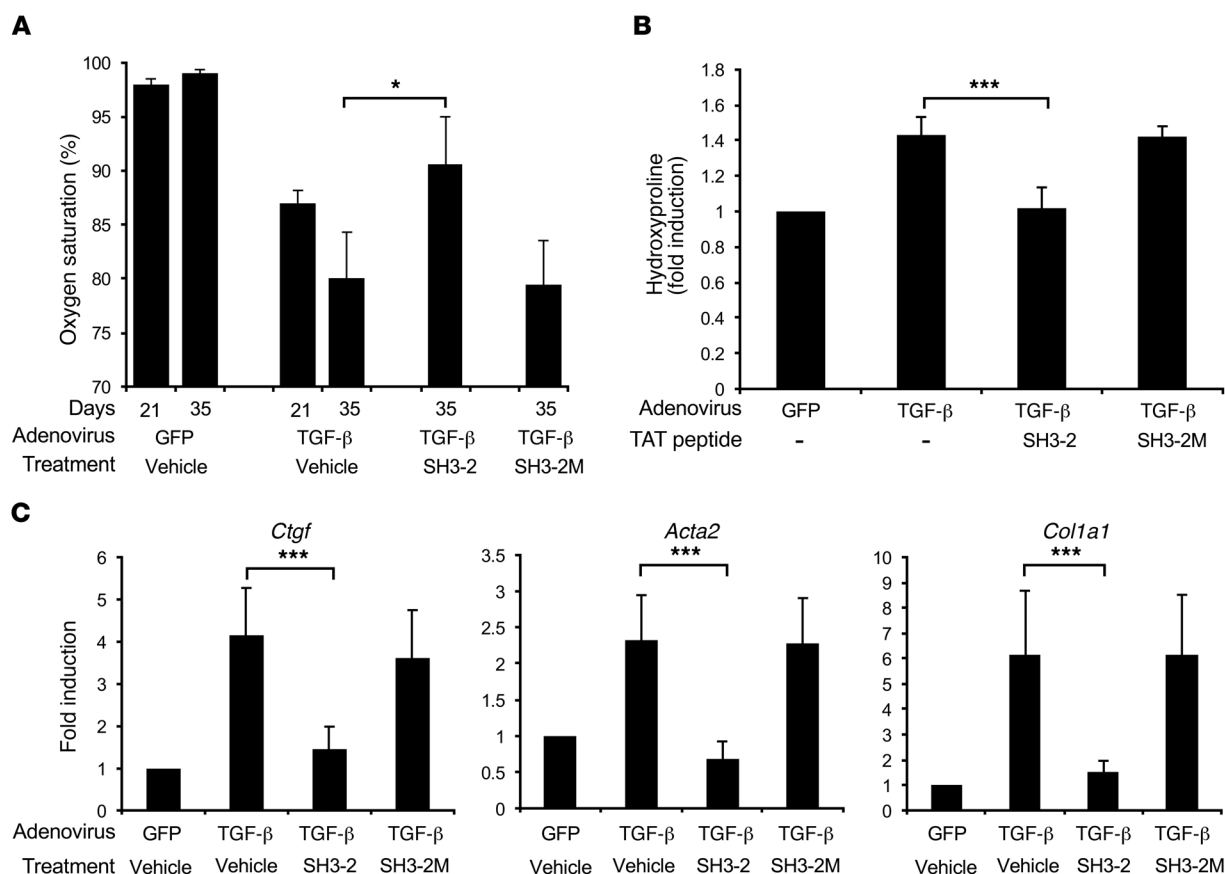 A
Oxygen saturation (%)
100
95
90
85
80
75
70
*
Days 21 35 21 35 35 35
Adenovirus GFP TGF-β TGF-β TGF-β
Treatment Vehicle Vehicle SH3-2 SH3-2M
B
Hydroxyproline
(fold induction)
1.8
1.6
1.4
1.2
1
0.8
0.6
0.4
0.2
0
***
Adenovirus GFP TGF-β TGF-β TGF-β
TAT peptide - - SH3-2 SH3-2M
C
Fold induction
Ctgf
***
6
5
4
3
2
1
0
Adenovirus GFP TGF-β TGF-β TGF-β
Treatment Vehicle Vehicle SH3-2 SH3-2M
Acta2
***
3.5
3
2.5
2
1.5
1
0.5
0
GFP TGF-β TGF-β TGF-β
Vehicle Vehicle SH3-2 SH3-2M
Col1a1
***
10
9
8
7
6
5
4
3
2
1
0
GFP TGF-β TGF-β TGF-β
Vehicle Vehicle SH3-2 SH3-2M